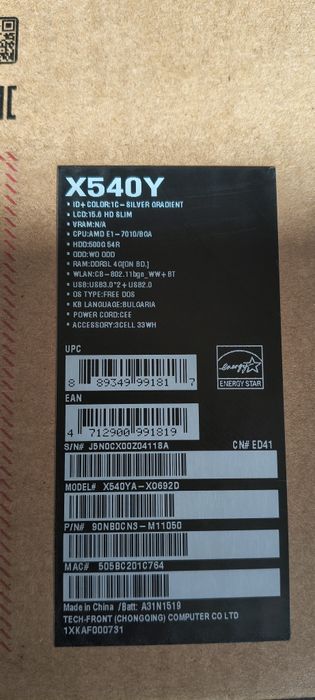 X540Y
• ID+ COLOR:1C-SILVER GRADIENT
• LCD:15.6 HD SLIM
• VRAM:N/A
• CPU:AMD E1-7010/BGA
• HDD:500G 54R
• ODD:WO ODD
• RAM:DDR3L 4G[ON BD.]
• WLAN:CB-802.11bgn_WW+BT
• USB:USB3.0*2+USB2.0
• OS TYPE:FREE DOS
• KB LANGUAGE:BULGARIA
• POWER CORD:CEE
• ACCESSORY:3CELL 33WH
UPC
8 89349 99181 7
energy
ENERGY STAR
EAN
4 712900 991819
S/N# J5N0CX00Z04118A CN# ED41
MODEL# X540YA-XO692D
P/N# 90NB0CN3-M11050
MAC# 505BC201C764
Made in China /Batt: A31N1519
TECH-FRONT (CHONGQING) COMPUTER CO LTD
1XKAF000731